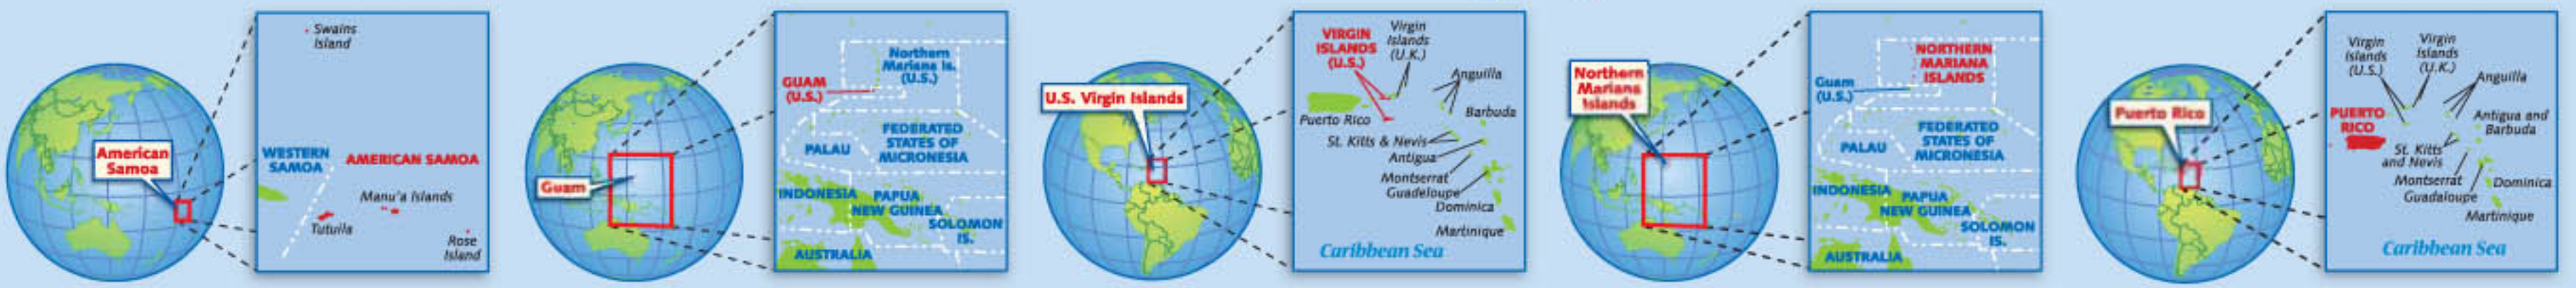 American
Samoa
Swains
Island
WESTERN
SAMOA
AMERICAN SAMOA
Manu'a Islands
Tutuila
Rose
Island
Guam
GUAM
(U.S.)
Northern
Mariana Is.
(U.S.)
PALAU
FEDERATED
STATES OF
MICRONESIA
INDONESIA
PAPUA
NEW GUINEA
SOLOMON
IS.
AUSTRALIA
U.S. Virgin Islands
VIRGIN
ISLANDS
(U.S.)
Virgin
Islands
(U.K.)
Anguilla
Barbuda
Puerto Rico
St. Kitts & Nevis
Antigua
Montserrat
Guadeloupe
Dominica
Martinique
Caribbean Sea
Northern
Mariana
Islands
NORTHERN
MARIANA
ISLANDS
Guam
(U.S.)
FEDERATED
STATES OF
MICRONESIA
PALAU
INDONESIA
PAPUA
NEW GUINEA
SOLOMON
IS.
AUSTRALIA
Puerto Rico
Virgin
Islands
(U.S.)
Virgin
Islands
(U.K.)
Anguilla
PUERTO
RICO
Antigua and
Barbuda
St. Kitts
and Nevis
Montserrat
Guadeloupe
Dominica
Martinique
Caribbean Sea